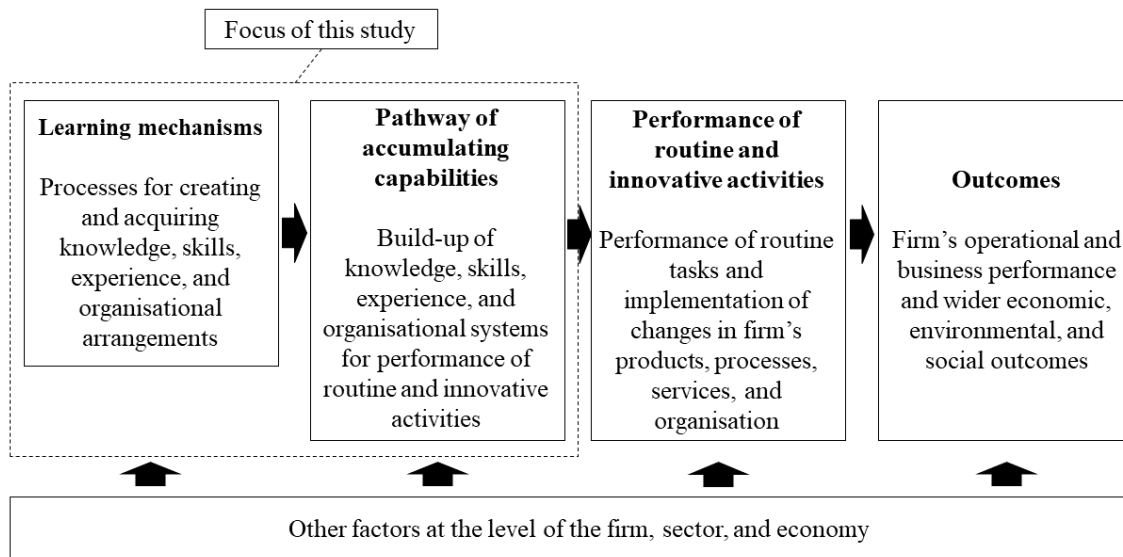 Focus of this study
Learning mechanisms
Processes for creating
and acquiring
knowledge, skills,
experience, and
organisational
arrangements
Pathway of
accumulating
capabilities
Build-up of
knowledge, skills,
experience, and
organisational systems
for performance of
routine and innovative
activities
Performance of
routine and
innovative activities
Performance of routine
tasks and
implementation of
changes in firm's
products, processes,
services, and
organisation
Outcomes
Firm's operational and
business performance
and wider economic,
environmental, and
social outcomes
Other factors at the level of the firm, sector, and economy